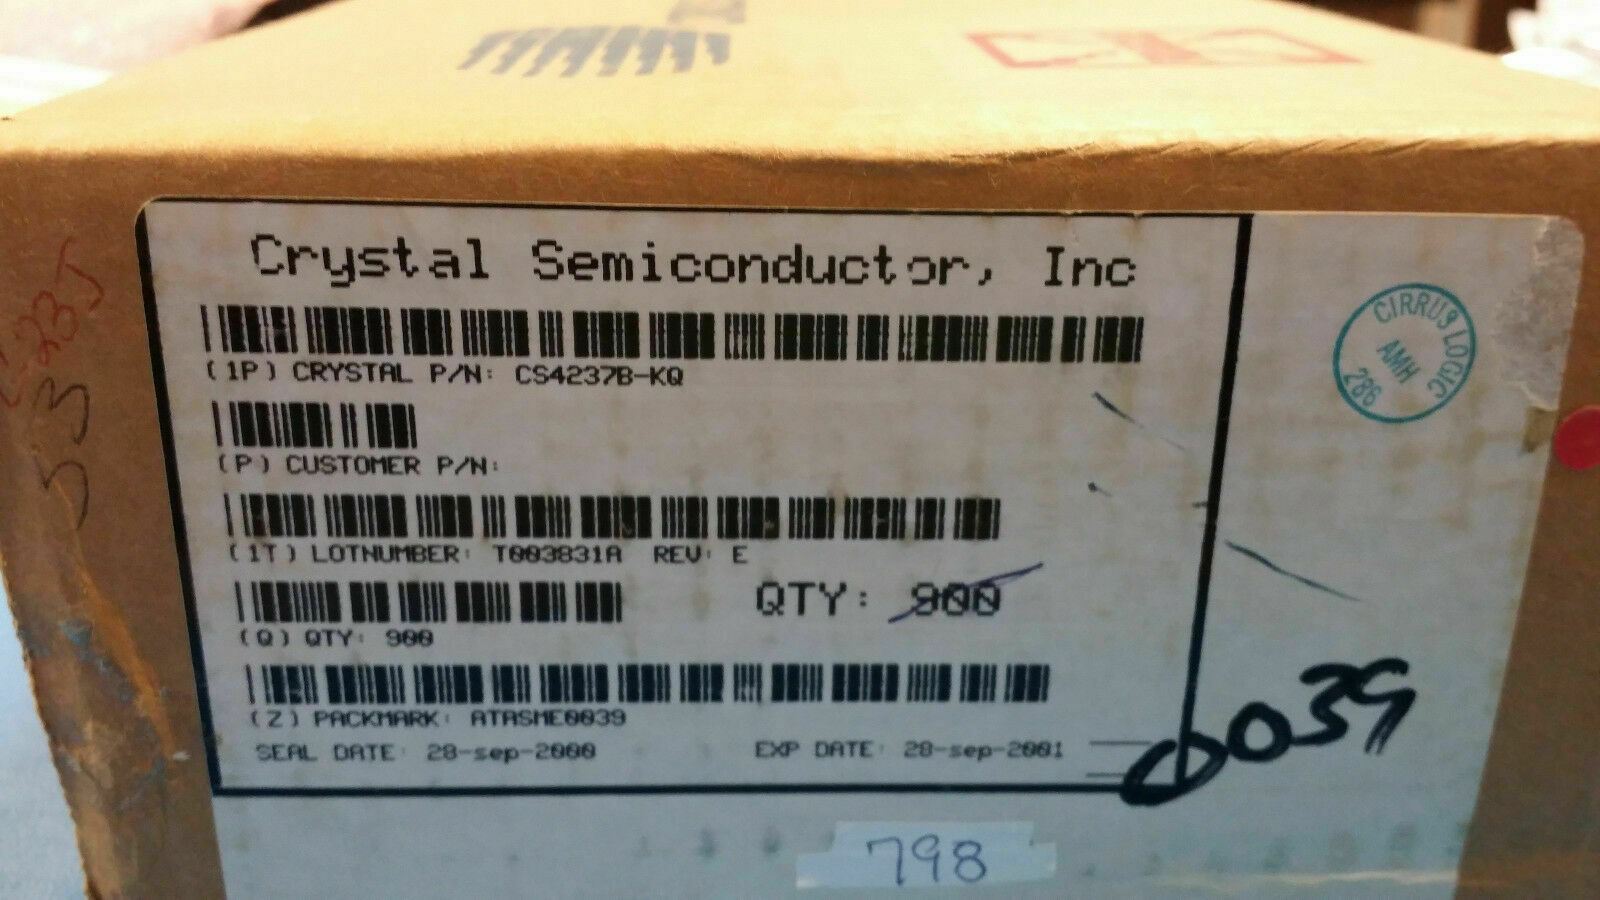 Crystal Semiconductor, Inc
(1P) CRYSTAL P/N: CS4237B-KQ
(P) CUSTOMER P/N:
(1T) LOTNUMBER: T003831A REV: E
QTY: 900
(Q) QTY: 900
(Z) PACKMARK: ATASME0039
SEAL DATE: 28-sep-2000 EXP DATE: 28-sep-2001
CIRRUS LOGIC
AMH
286
0039
798
53